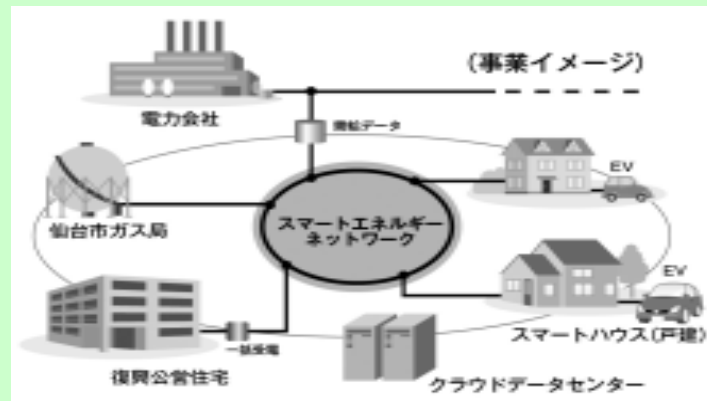 (事業イメージ)
電力会社
EV
仙台市ガス局
スマートエネルギー
ネットワーク
EV
スマートハウス(戸建)
一括受電
復興公営住宅
クラウドデータセンター